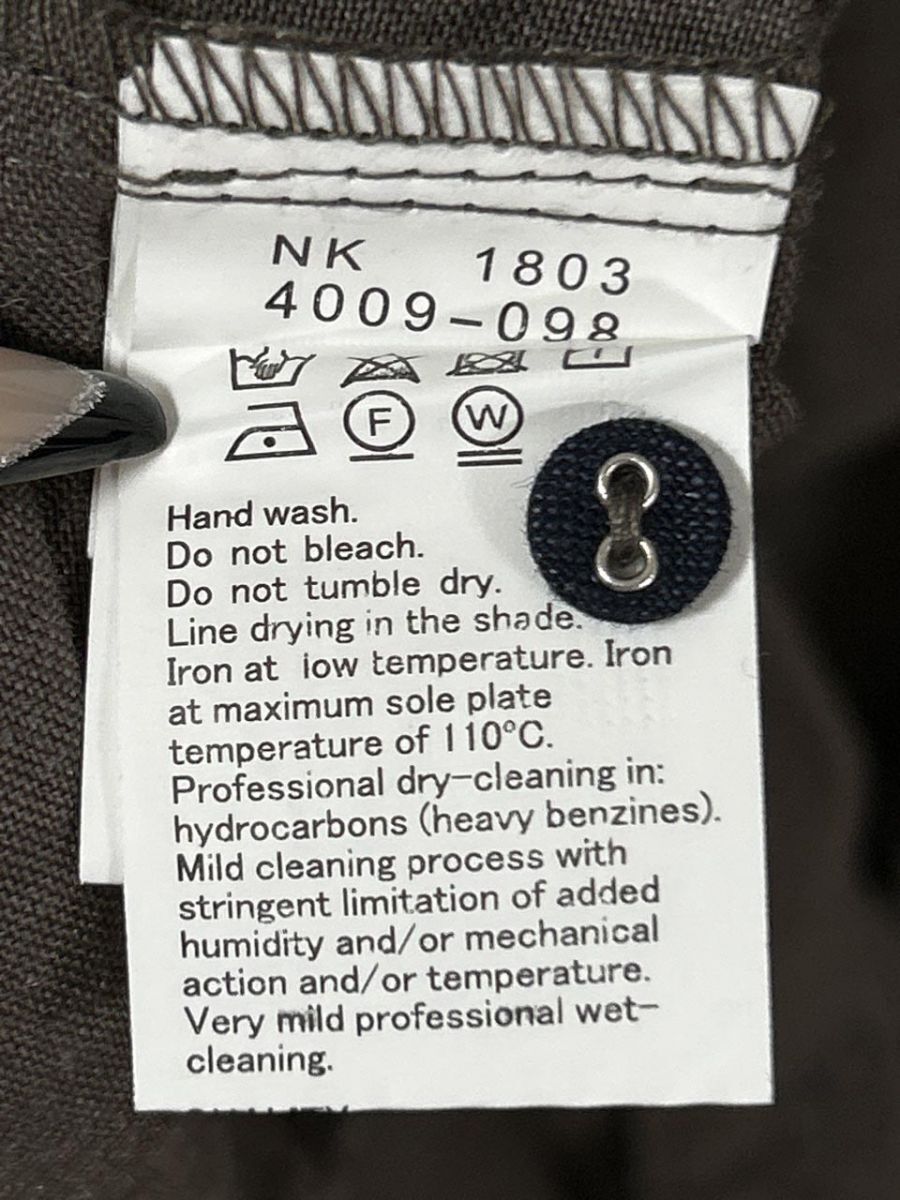 NK 1803
4009-098
F W
Hand wash.
Do not bleach.
Do not tumble dry.
Line drying in the shade.
Iron at low temperature. Iron
at maximum sole plate
temperature of 110°C.
Professional dry-cleaning in:
hydrocarbons (heavy benzines).
Mild cleaning process with
stringent limitation of added
humidity and/or mechanical
action and/or temperature.
Very mild professional wet-
cleaning.